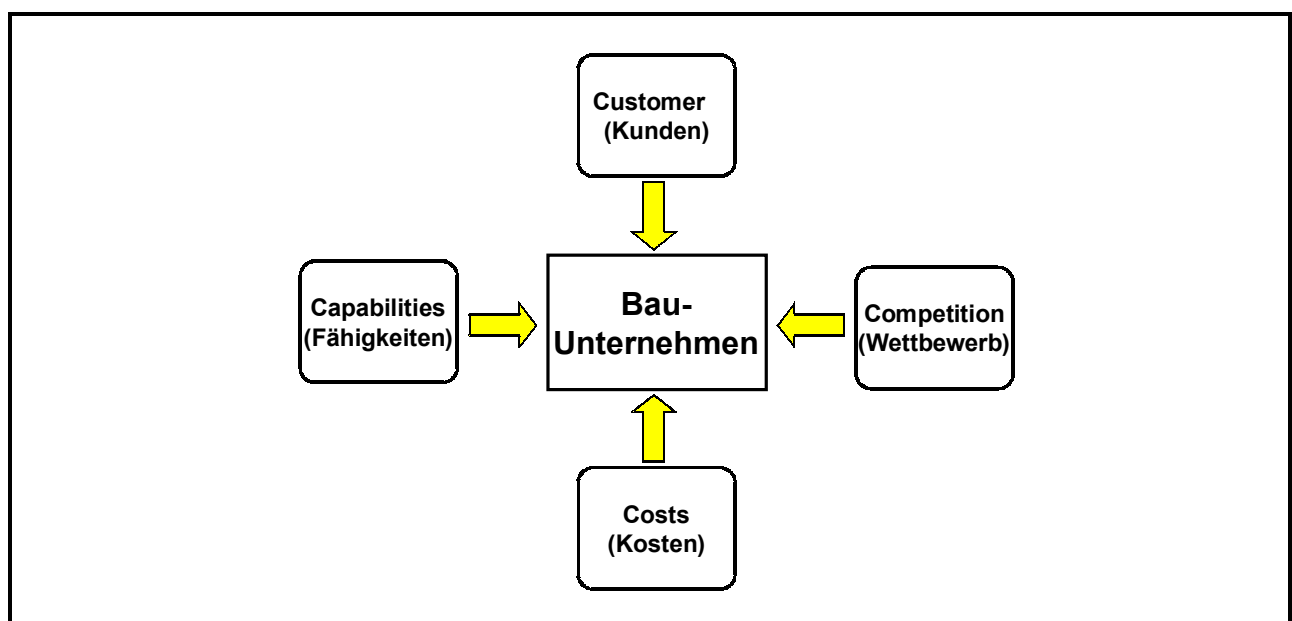 Customer
(Kunden)
Capabilities
(Fähigkeiten)
Bau-
Unternehmen
Competition
(Wettbewerb)
Costs
(Kosten)